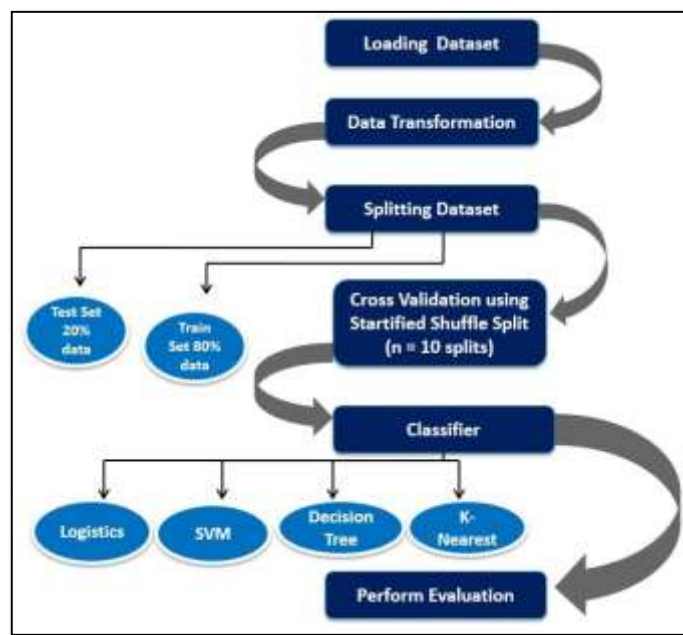 Loading Dataset
Data Transformation
Splitting Dataset
Test Set
20%
data
Train
Set 80%
data
Cross Validation using
Startified Shuffle Split
(n = 10 splits)
Classifier
Logistics
SVM
Decision
Tree
K-
Nearest
Perform Evaluation